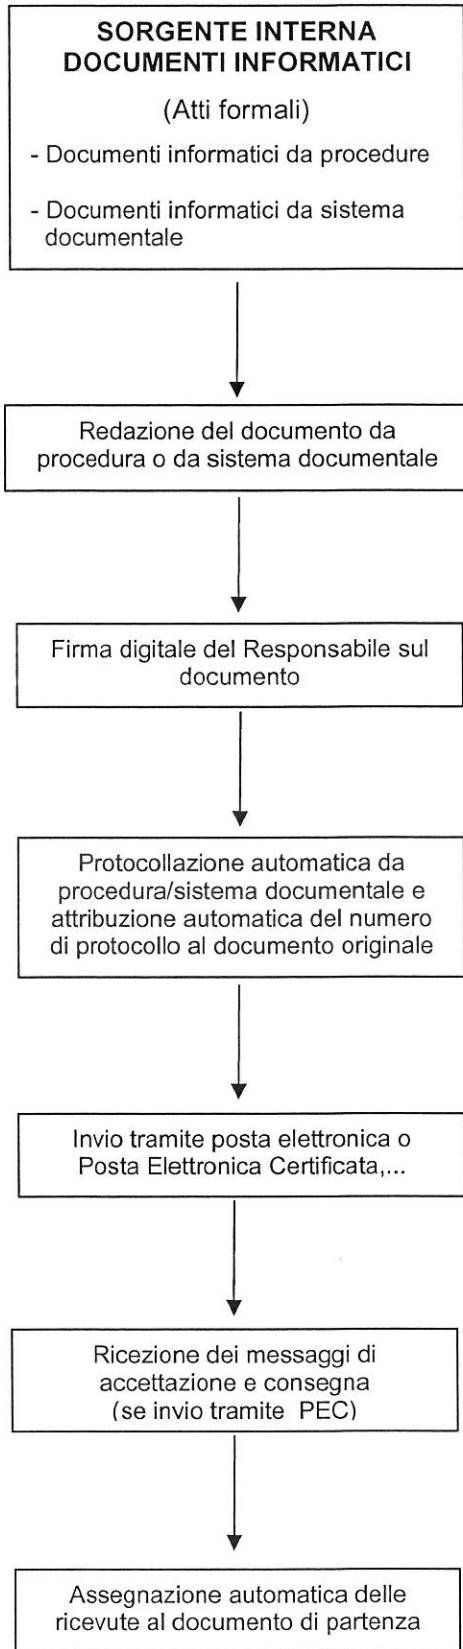 SORGENTE INTERNA
DOCUMENTI INFORMATICI
(Atti formali)
- Documenti informatici da procedure
- Documenti informatici da sistema
documentale
Redazione del documento da
procedura o da sistema documentale
Firma digitale del Responsabile sul
documento
Protocollazione automatica da
procedura/sistema documentale e
attribuzione automatica del numero
di protocollo al documento originale
Invio tramite posta elettronica o
Posta Elettronica Certificata,...
Ricezione dei messaggi di
accettazione e consegna
(se invio tramite PEC)
Assegnazione automatica delle
ricevute al documento di partenza